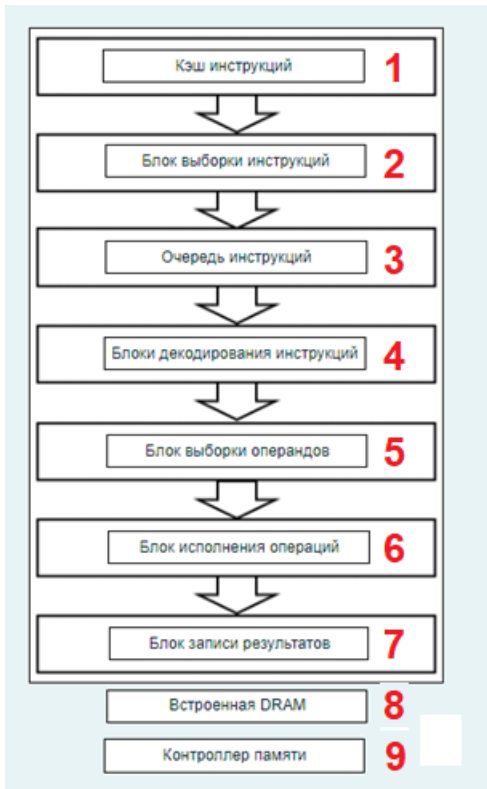 Кэш инструкций 1
Блок выборки инструкций 2
Очередь инструкций 3
Блоки декодирования инструкций 4
Блок выборки операндов 5
Блок исполнения операций 6
Блок записи результатов 7
Встроенная DRAM 8
Контроллер памяти 9